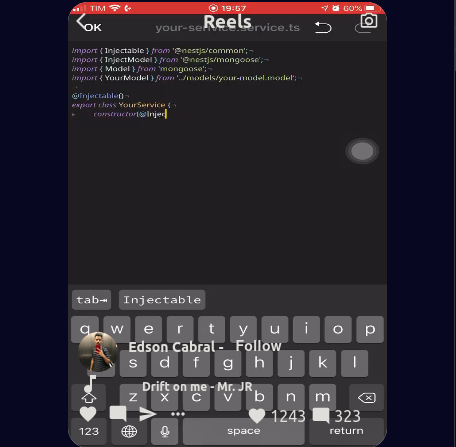 TIM 19:57 60%
Reels
OK your-service.service.ts
import { Injectable } from '@nestjs/common';¬
import { InjectModel } from '@nestjs/mongoose';¬
import { Model } from 'mongoose';¬
import { YourModel } from '../models/your-model.model';¬
¬
@Injectable()¬
export class YourService {¬
constructor(@Injec
tab⇥ Injectable
q w e r t y u i o p
s d f g h j k l
Edson Cabral - Follow
z x c v b n m
Drift on me - Mr. JR
1243 323
123 space return